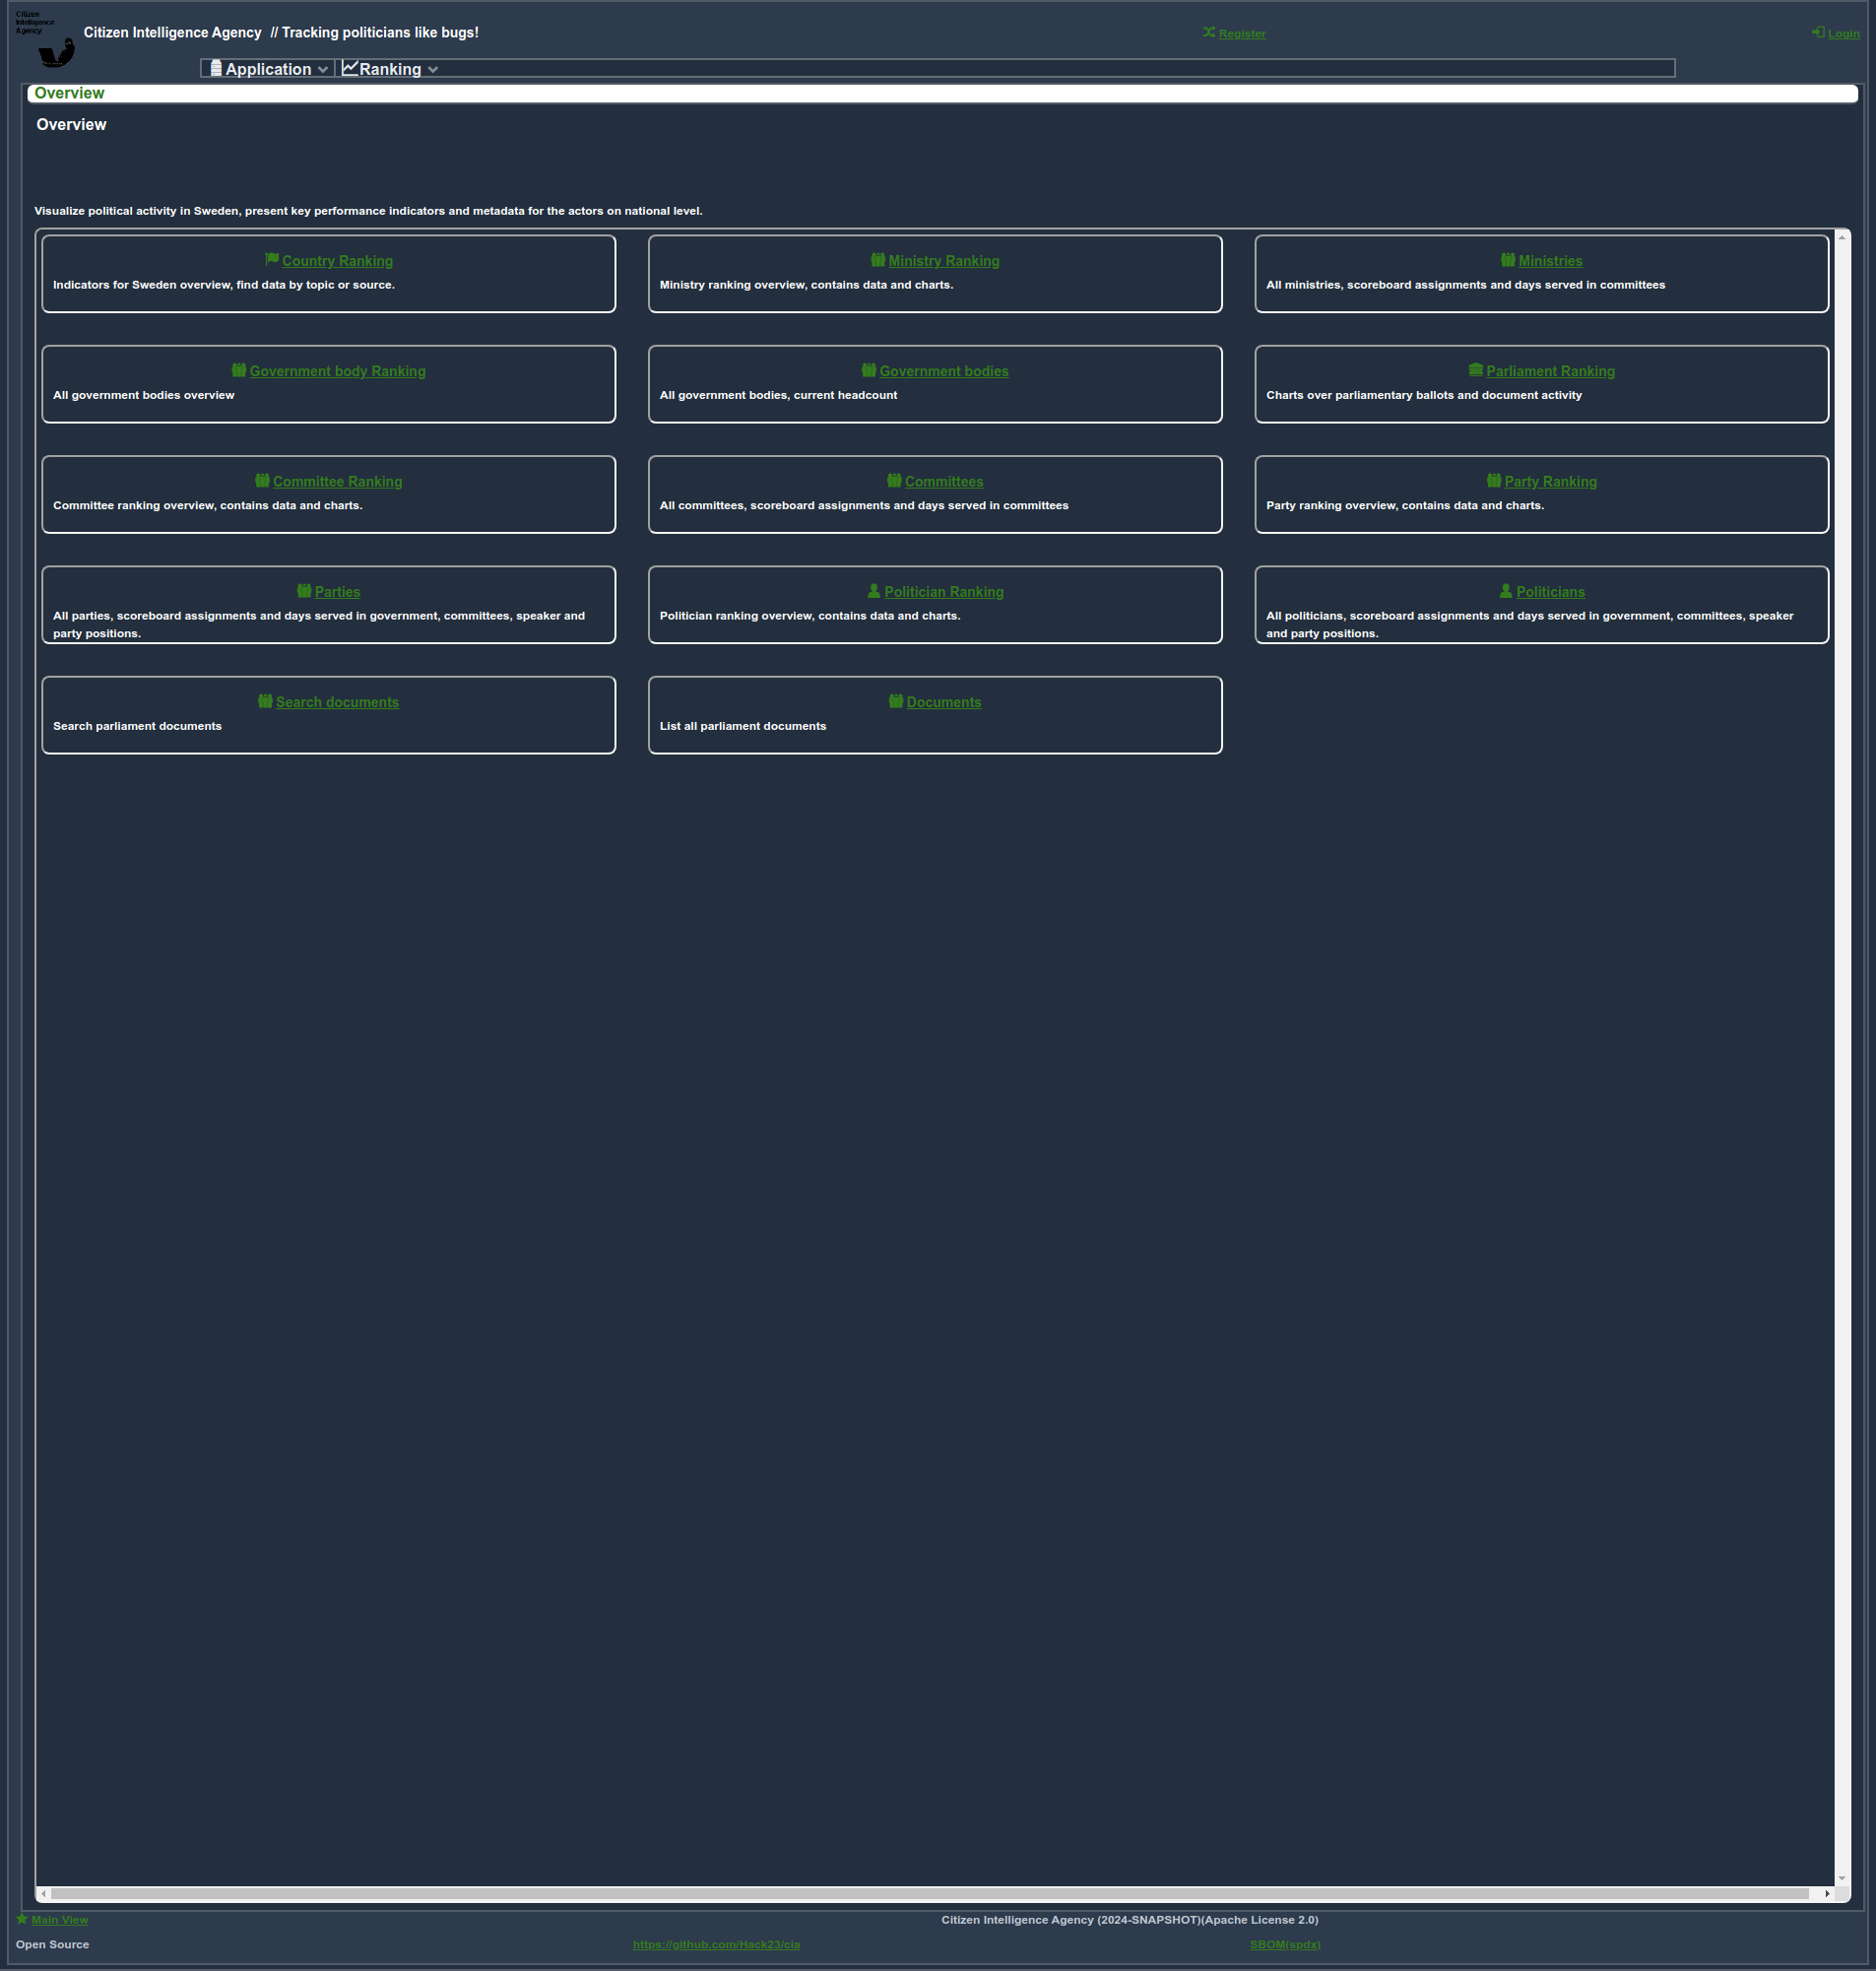 Citizen
Intelligence
Agency
Citizen Intelligence Agency // Tracking politicians like bugs!
Register
Login
Application
Ranking
Overview
Overview
Visualize political activity in Sweden, present key performance indicators and metadata for the actors on national level.
Country Ranking
Indicators for Sweden overview, find data by topic or source.
Ministry Ranking
Ministry ranking overview, contains data and charts.
Ministries
All ministries, scoreboard assignments and days served in committees
Government body Ranking
All government bodies overview
Government bodies
All government bodies, current headcount
Parliament Ranking
Charts over parliamentary ballots and document activity
Committee Ranking
Committee ranking overview, contains data and charts.
Committees
All committees, scoreboard assignments and days served in committees
Party Ranking
Party ranking overview, contains data and charts.
Parties
All parties, scoreboard assignments and days served in government, committees, speaker and
party positions.
Politician Ranking
Politician ranking overview, contains data and charts.
Politicians
All politicians, scoreboard assignments and days served in government, committees, speaker
and party positions.
Search documents
Search parliament documents
Documents
List all parliament documents
Main View
Citizen Intelligence Agency (2024-SNAPSHOT)(Apache License 2.0)
Open Source
https://github.com/Hack23/cia
SBOM(spdx)